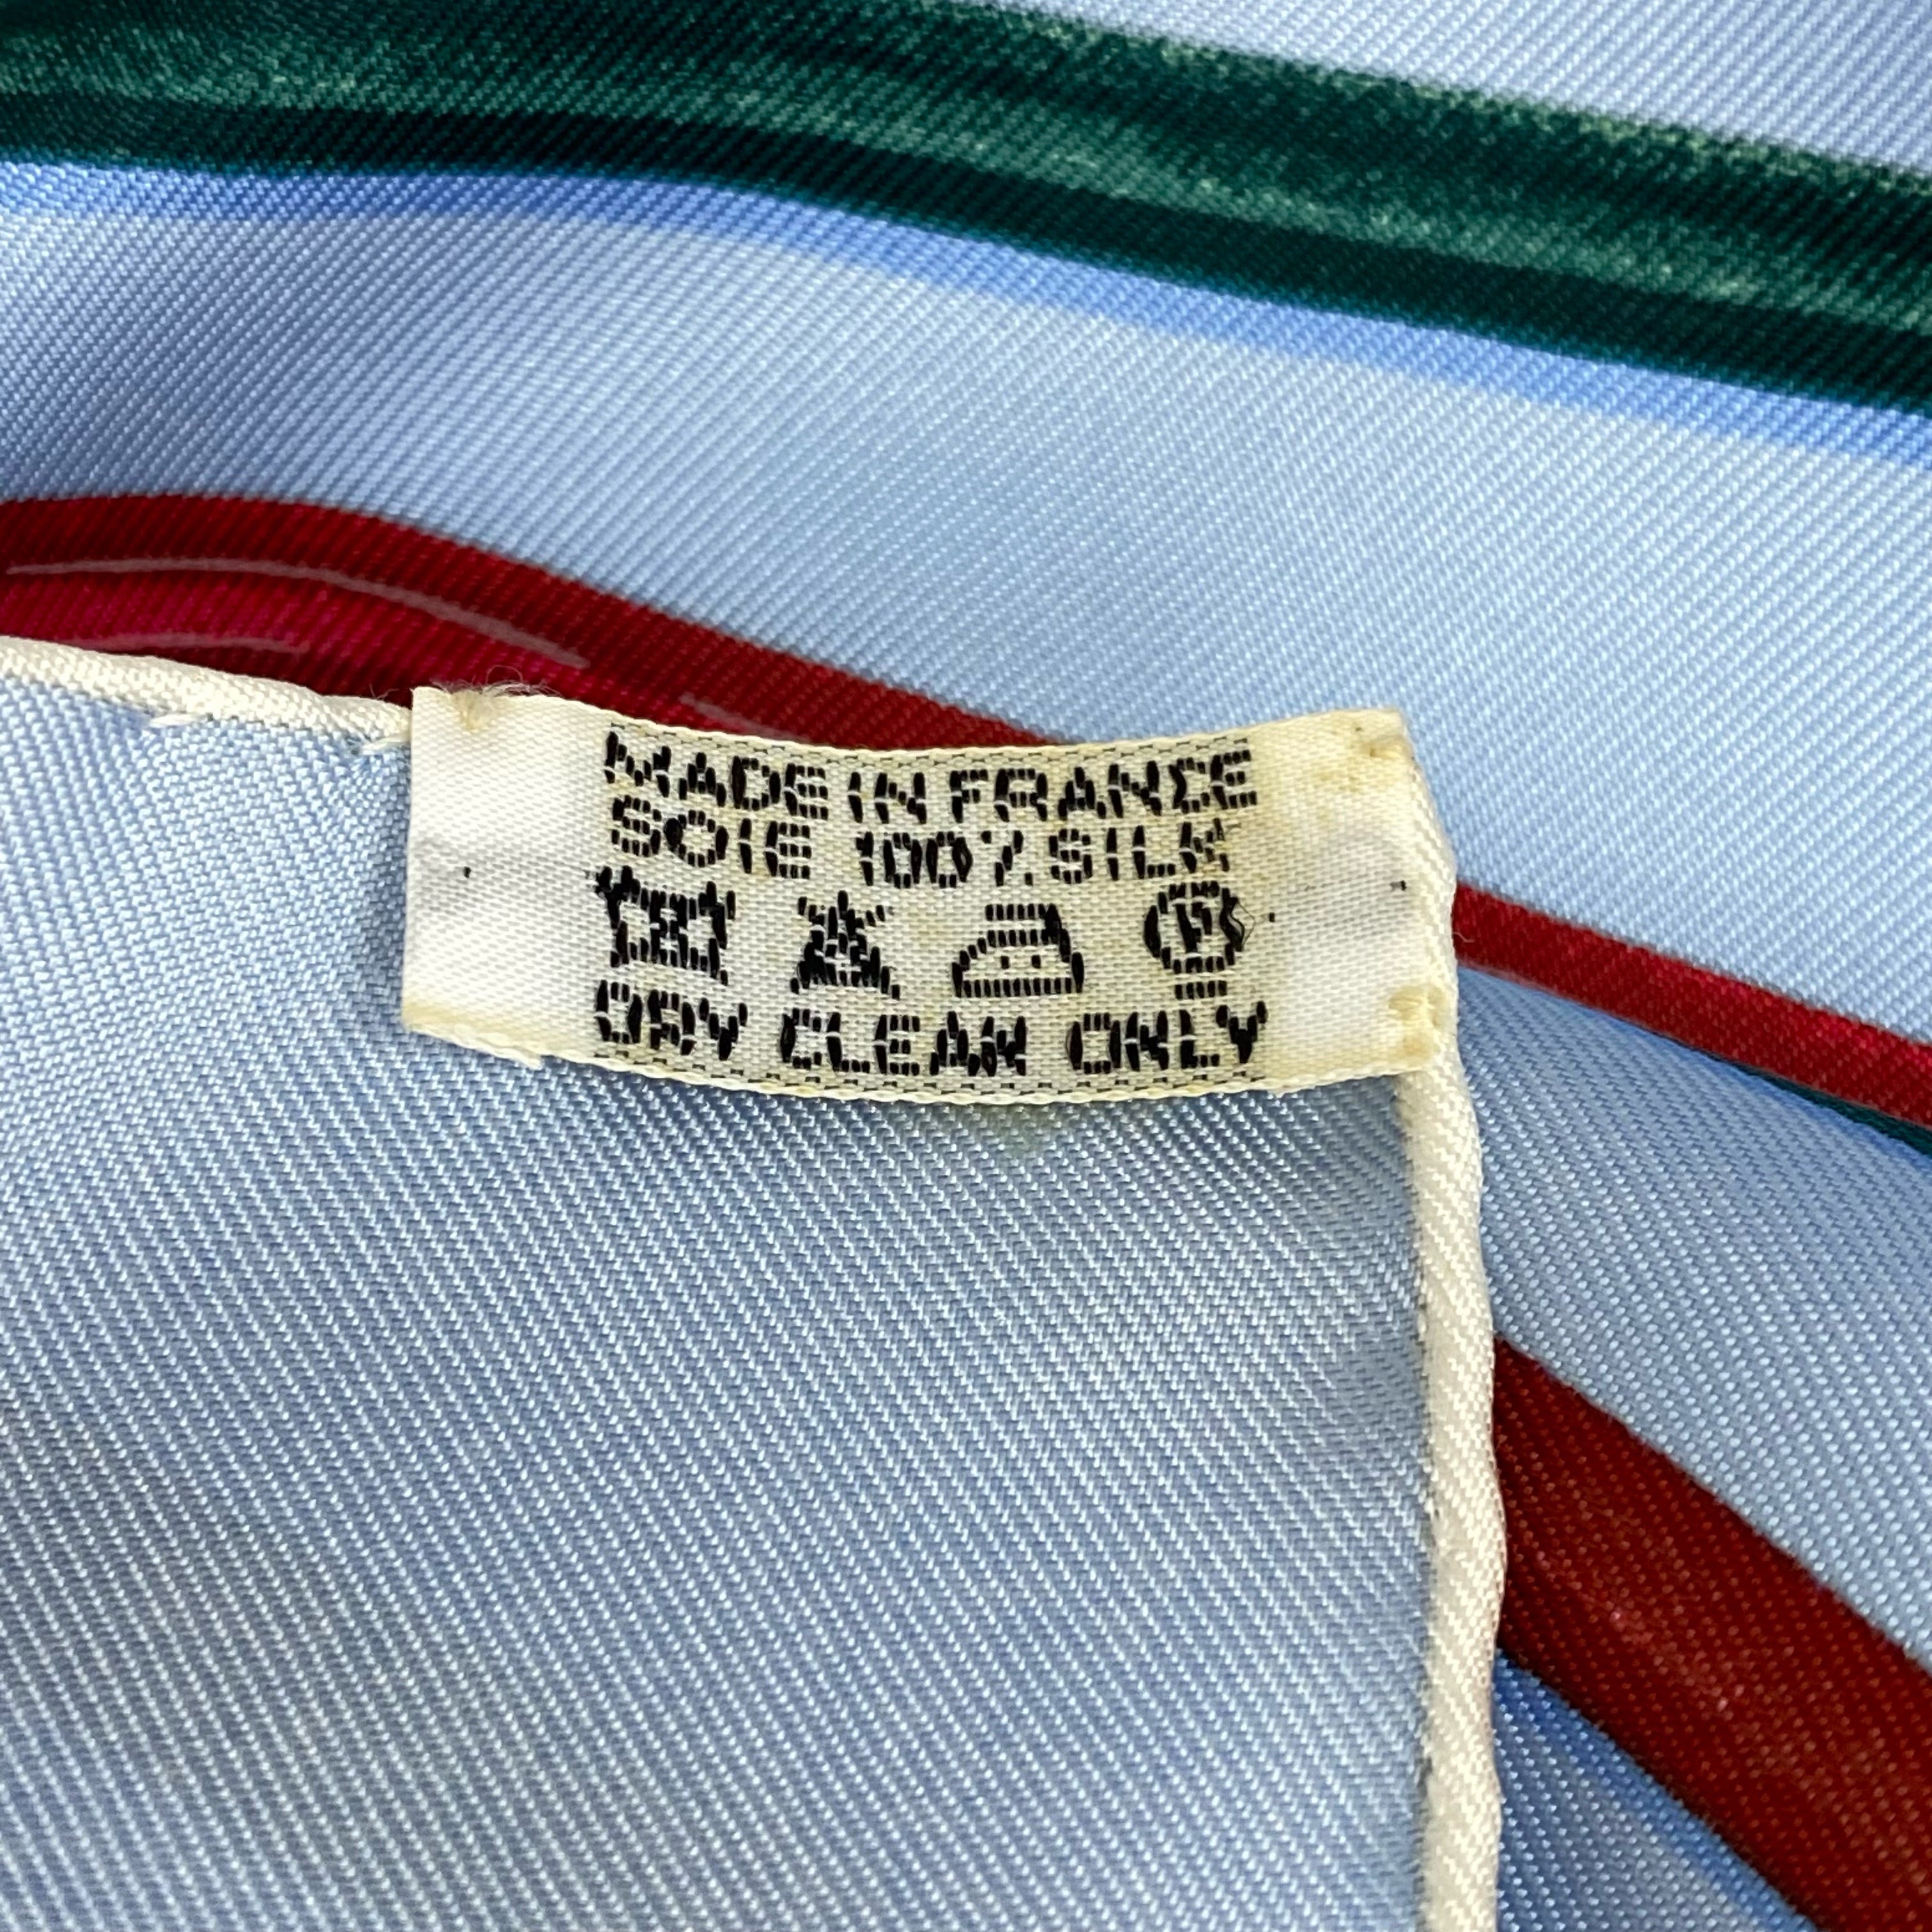 MADE IN FRANCE
SOIE 100% SILK
P
DRY CLEAN ONLY